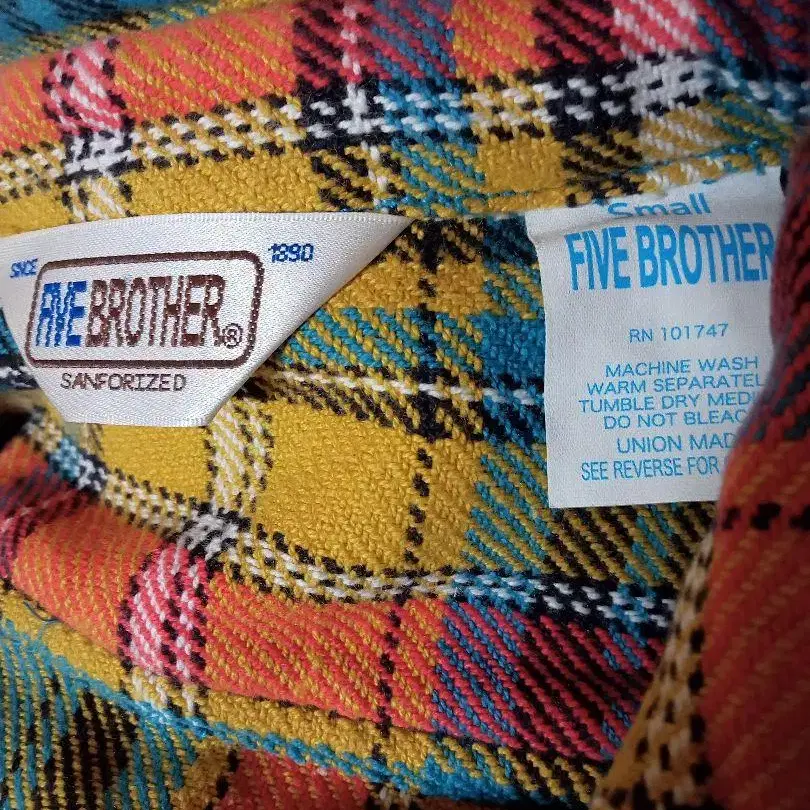 SINCE 1890
FIVE BROTHER®
SANFORIZED
Small
FIVE BROTHER
RN 101747
MACHINE WASH
WARM SEPARATEL
TUMBLE DRY MEDI
DO NOT BLEAC
UNION MAD
SEE REVERSE FOR